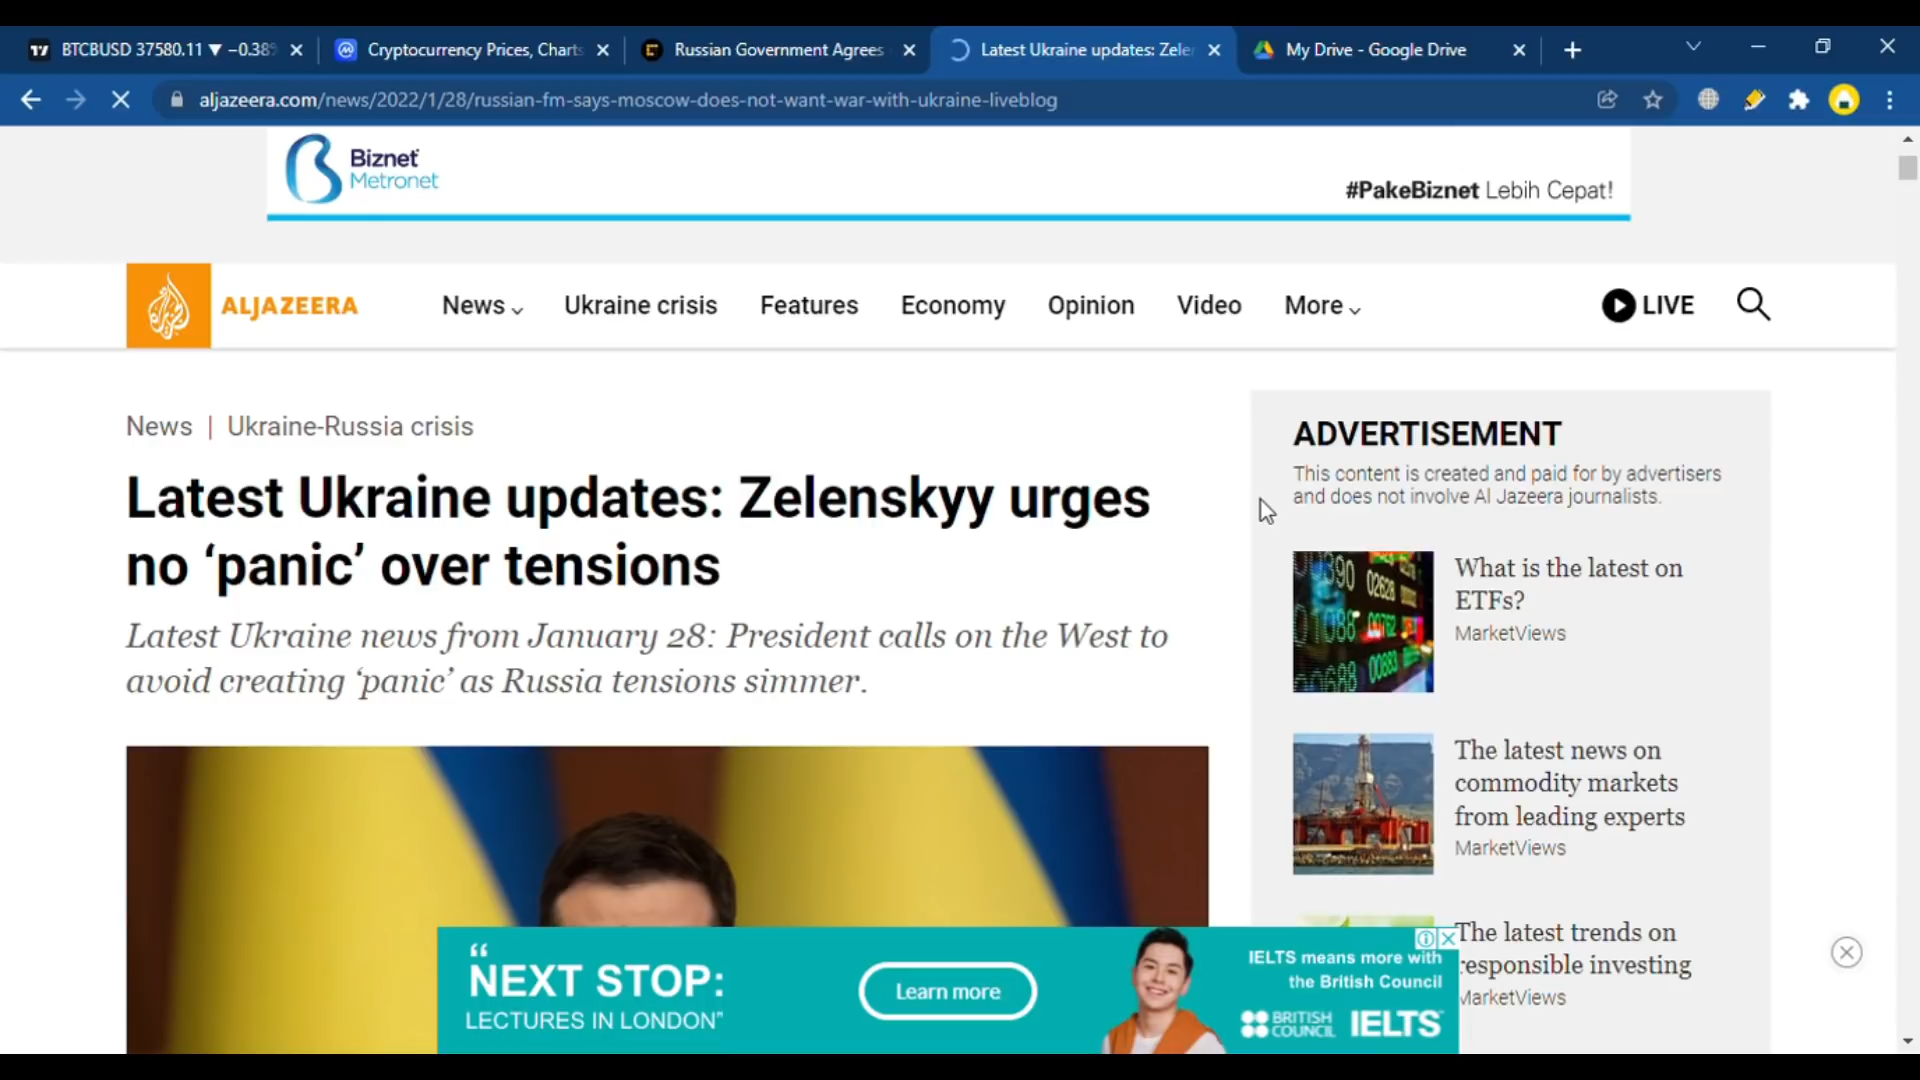 BTCBUSD 37580.11 ▼ −0.38%
Cryptocurrency Prices, Charts
Russian Government Agrees
Latest Ukraine updates: Zele
My Drive - Google Drive
aljazeera.com/news/2022/1/28/russian-fm-says-moscow-does-not-want-war-with-ukraine-liveblog
Biznet
Metronet
#PakeBiznet Lebih Cepat!
ALJAZEERA
News
Ukraine crisis
Features
Economy
Opinion
Video
More
LIVE
News | Ukraine-Russia crisis
Latest Ukraine updates: Zelenskyy urges
no ‘panic’ over tensions
Latest Ukraine news from January 28: President calls on the West to
avoid creating ‘panic’ as Russia tensions simmer.
ADVERTISEMENT
This content is created and paid for by advertisers
and does not involve Al Jazeera journalists.
What is the latest on
ETFs?
MarketViews
The latest news on
commodity markets
from leading experts
MarketViews
The latest trends on
responsible investing
MarketViews
“
NEXT STOP:
LECTURES IN LONDON”
Learn more
IELTS means more with
the British Council
BRITISH
COUNCIL
IELTS